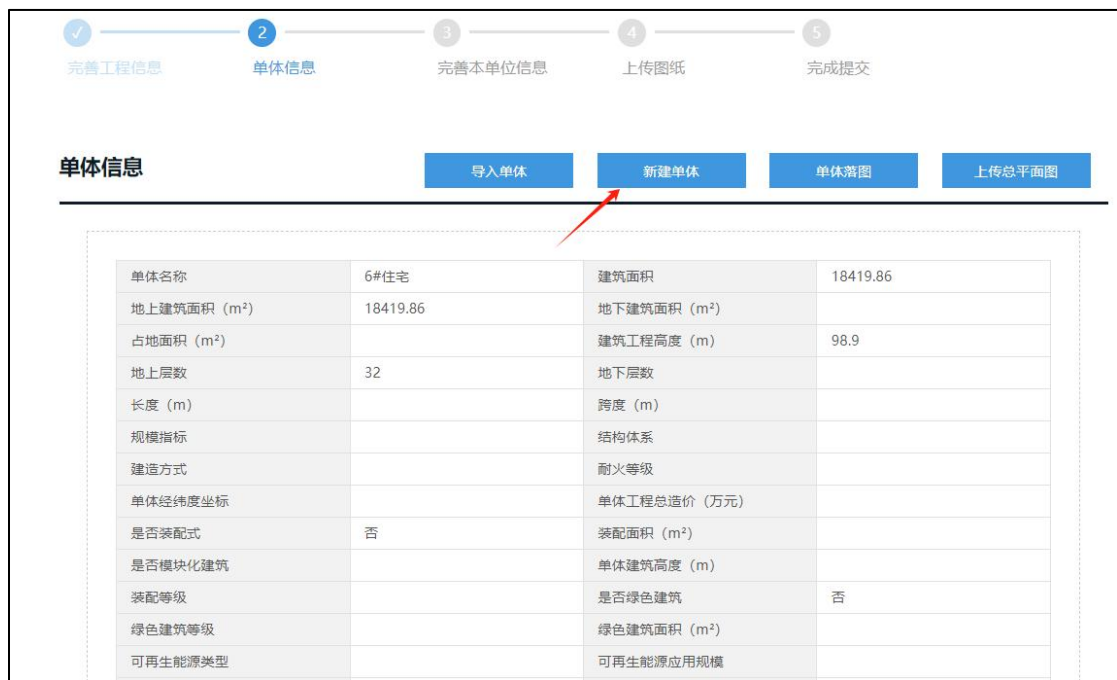 ✓ 2 3 4 5
完善工程信息 单体信息 完善本单位信息 上传图纸 完成提交
单体信息 导入单体 新建单体 单体落图 上传总平面图
单体名称 6#住宅 建筑面积 18419.86
地上建筑面积（m²） 18419.86 地下建筑面积（m²）
占地面积（m²） 建筑工程高度（m） 98.9
地上层数 32 地下层数
长度（m） 跨度（m）
规模指标 结构体系
建造方式 耐火等级
单体经纬度坐标 单体工程总造价（万元）
是否装配式 否 装配面积（m²）
是否模块化建筑 单体建筑高度（m）
装配等级 是否绿色建筑 否
绿色建筑等级 绿色建筑面积（m²）
可再生能源类型 可再生能源应用规模